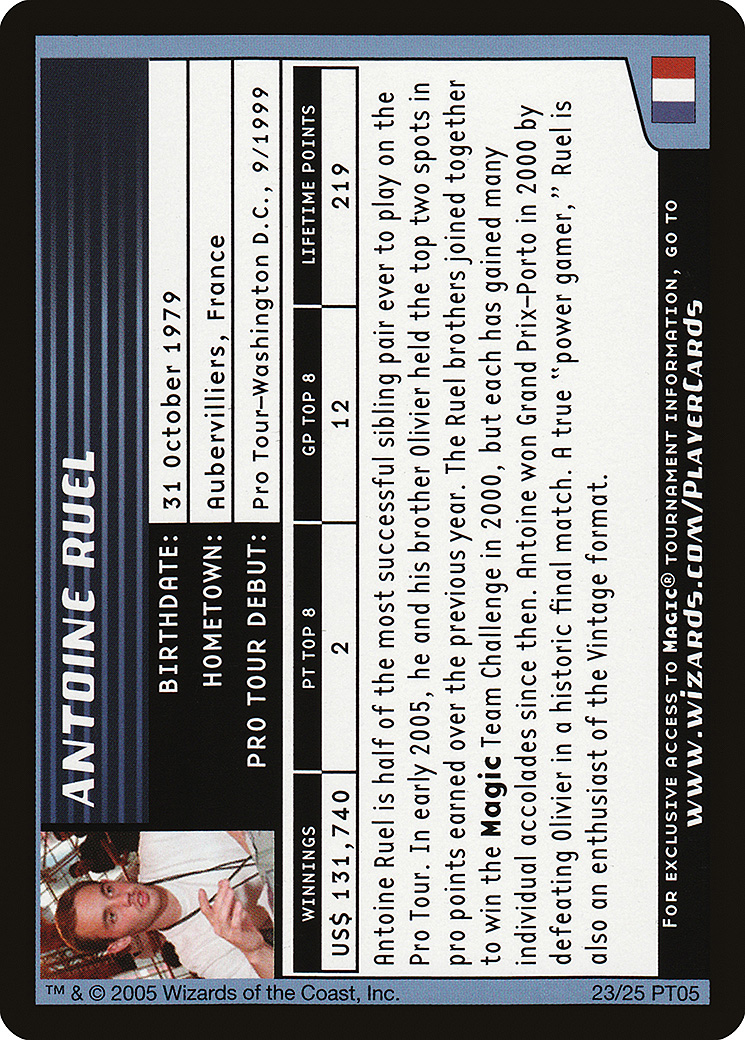 ANTOINE RUEL
BIRTHDATE: 31 October 1979
HOMETOWN: Aubervilliers, France
PRO TOUR DEBUT: Pro Tour–Washington D.C., 9/1999
WINNINGS PT TOP 8 GP TOP 8 LIFETIME POINTS
US$ 131,740 2 12 219
Antoine Ruel is half of the most successful sibling pair ever to play on the
Pro Tour. In early 2005, he and his brother Olivier held the top two spots in
pro points earned over the previous year. The Ruel brothers joined together
to win the Magic Team Challenge in 2000, but each has gained many
individual accolades since then. Antoine won Grand Prix–Porto in 2000 by
defeating Olivier in a historic final match. A true “power gamer,” Ruel is
also an enthusiast of the Vintage format.
FOR EXCLUSIVE ACCESS TO MAGIC® TOURNAMENT INFORMATION, GO TO
WWW.WIZARDS.COM/PLAYERCARDS
™ & © 2005 Wizards of the Coast, Inc.
23/25 PT05